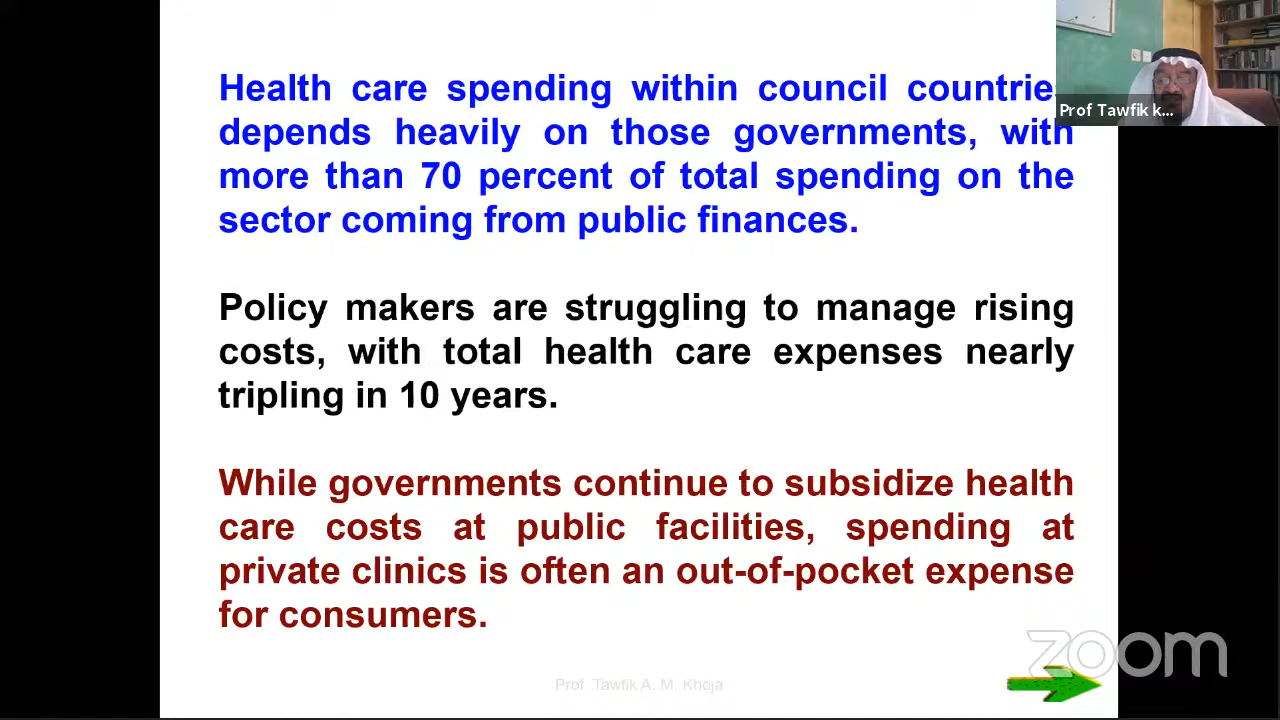 Health care spending within council countries
depends heavily on those governments, with
more than 70 percent of total spending on the
sector coming from public finances.
Policy makers are struggling to manage rising
costs, with total health care expenses nearly
tripling in 10 years.
While governments continue to subsidize health
care costs at public facilities, spending at
private clinics is often an out-of-pocket expense
for consumers.
Prof Tawfik A. M. Khoja
Prof Tawfik k...
zoom